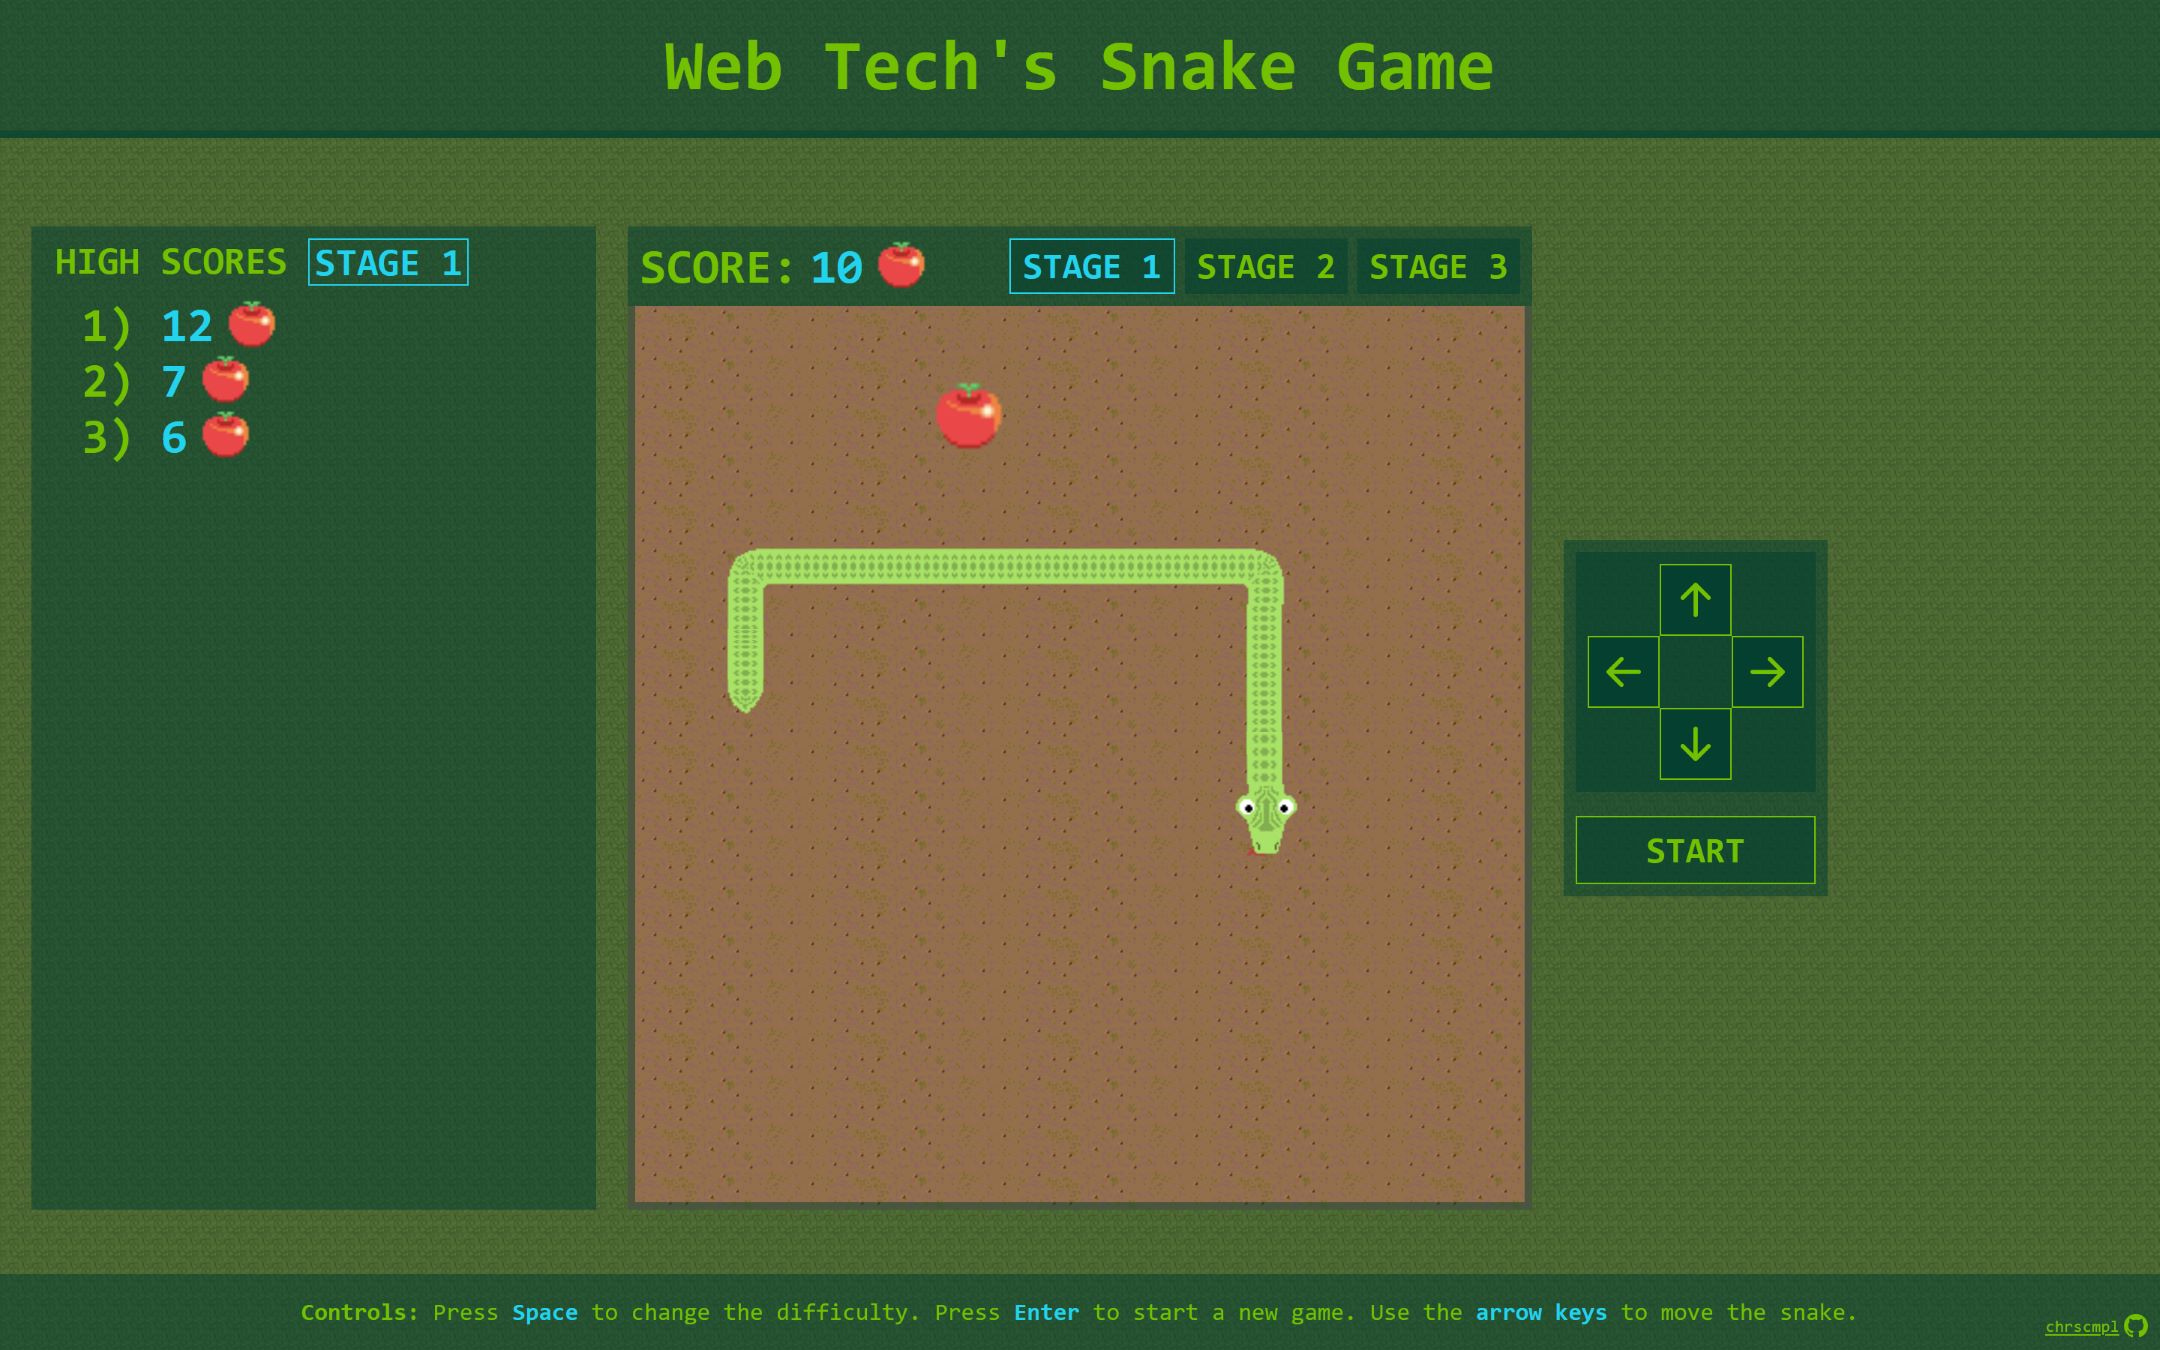 Web Tech's Snake Game
HIGH SCORES STAGE 1
1) 12
2) 7
3) 6
SCORE: 10 STAGE 1 STAGE 2 STAGE 3
START
Controls: Press Space to change the difficulty. Press Enter to start a new game. Use the arrow keys to move the snake.
chrscmpl